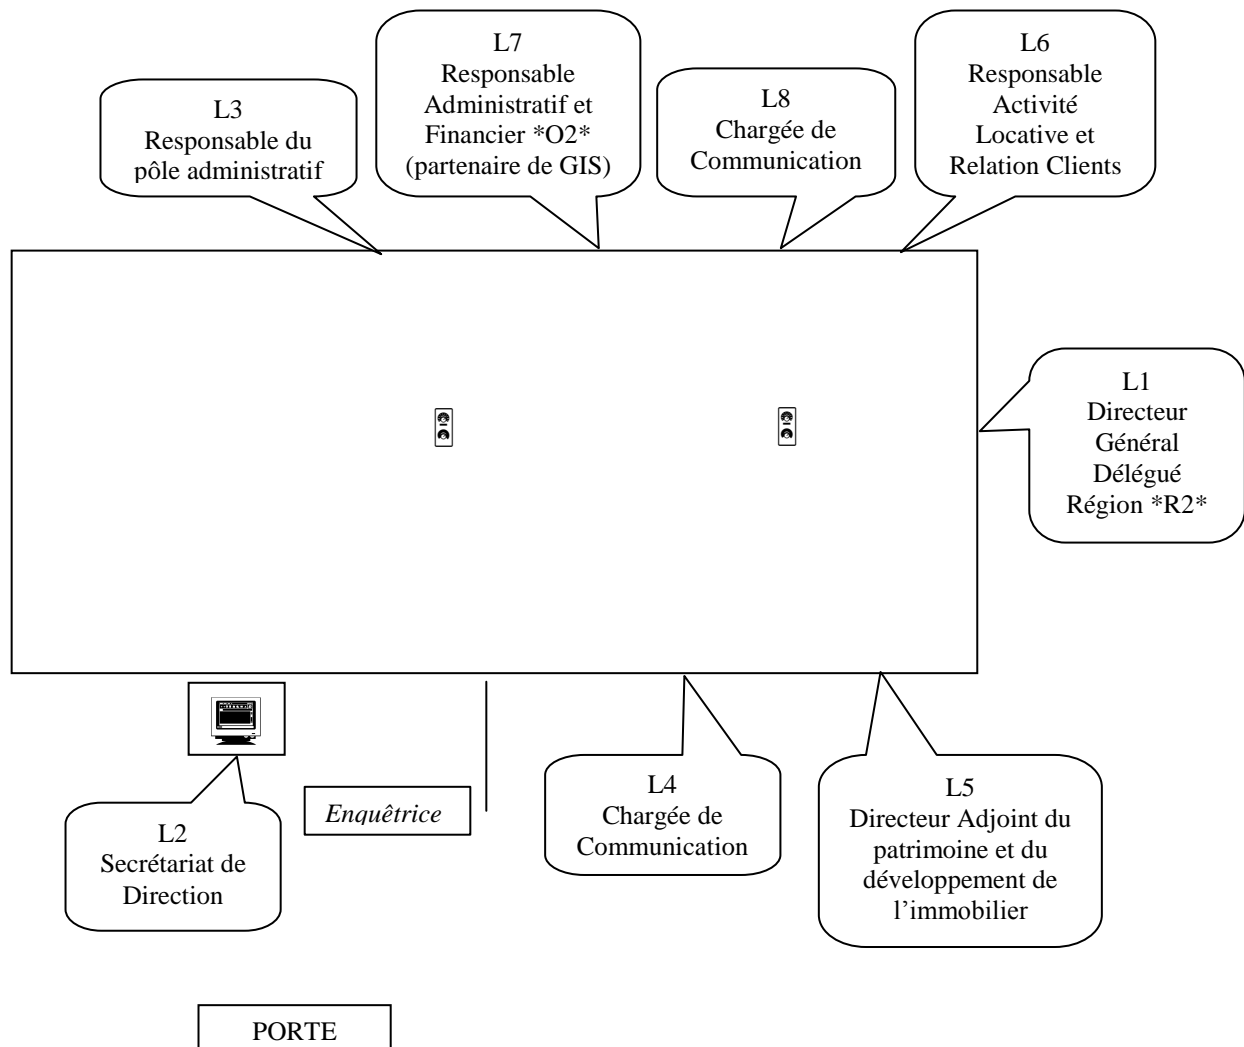 L7
Responsable
Administratif et
Financier *O2*
(partenaire de GIS)
L6
Responsable
Activité
Locative et
Relation Clients
L3
Responsable du
pôle administratif
L8
Chargée de
Communication
L1
Directeur
Général
Délégué
Région *R2*
L2
Secrétariat de
Direction
Enquêtrice
L4
Chargée de
Communication
L5
Directeur Adjoint du
patrimoine et du
développement de
l’immobilier
PORTE